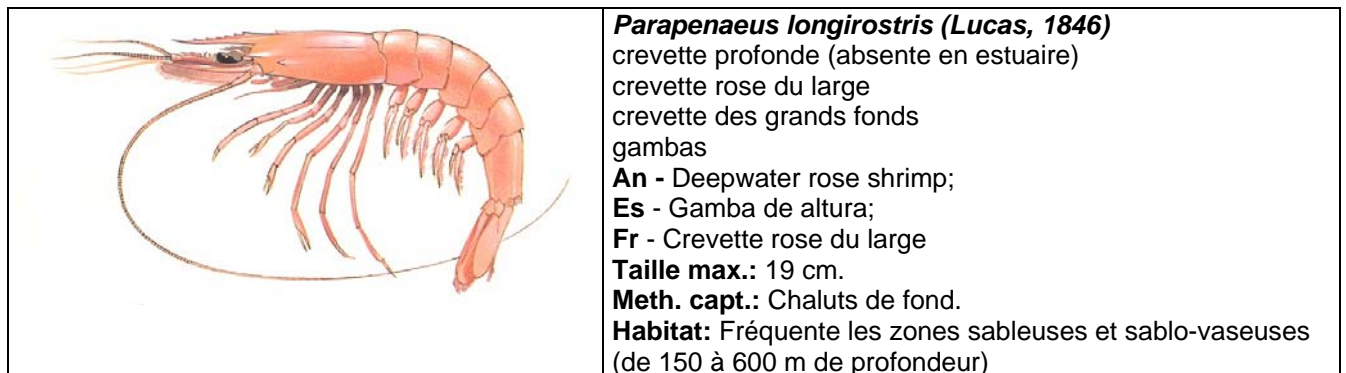 Parapenaeus longirostris (Lucas, 1846)
crevette profonde (absente en estuaire)
crevette rose du large
crevette des grands fonds
gambas
An - Deepwater rose shrimp;
Es - Gamba de altura;
Fr - Crevette rose du large
Taille max.: 19 cm.
Meth. capt.: Chaluts de fond.
Habitat: Fréquente les zones sableuses et sablo-vaseuses
(de 150 à 600 m de profondeur)